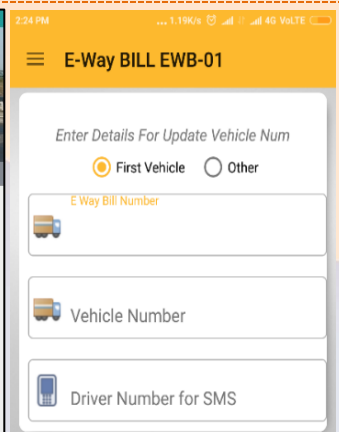 2:24 PM ... 1.19K/s 4G VoLTE
E-Way BILL EWB-01
Enter Details For Update Vehicle Num
First Vehicle Other
E Way Bill Number
Vehicle Number
Driver Number for SMS